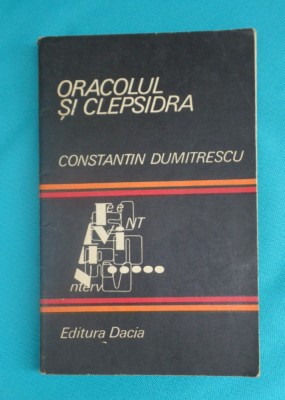 ORACOLUL
ȘI CLEPSIDRA
CONSTANTIN DUMITRESCU
Editura Dacia